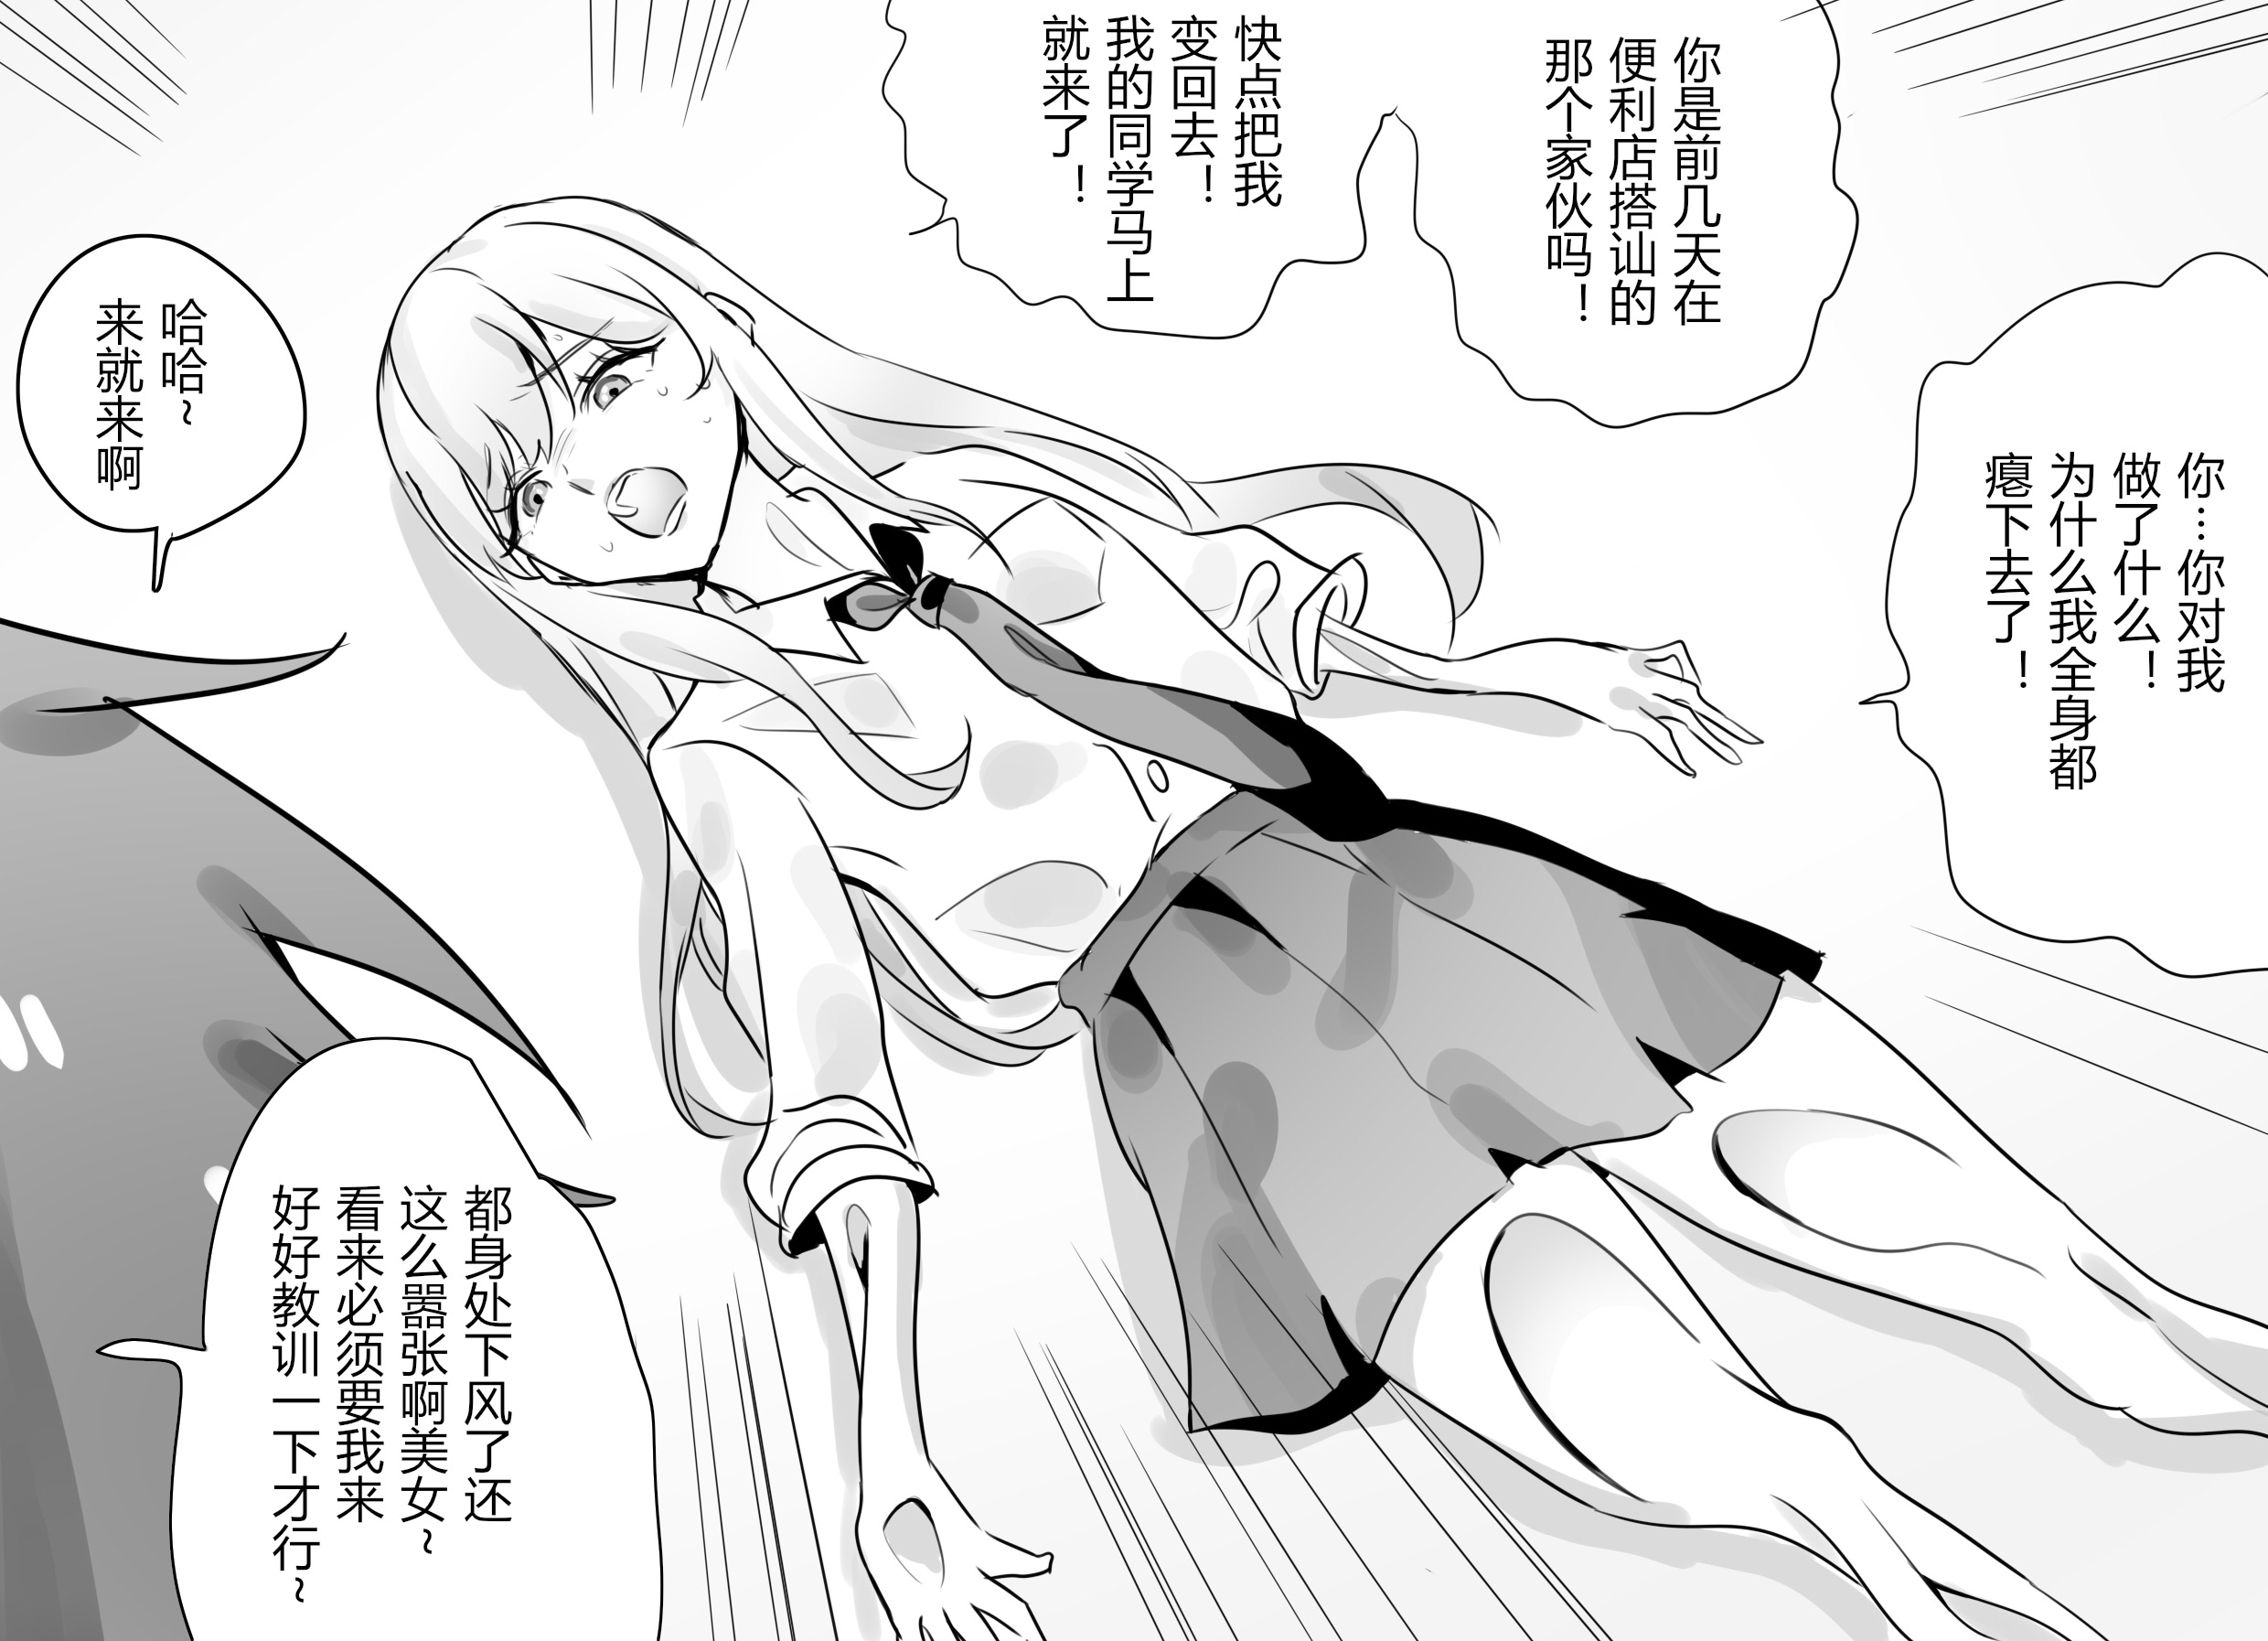 你…你对我
做了什么！
为什么我全身都
瘪下去了！
你是前几天在
便利店搭讪的
那个家伙吗！
快点把我
变回去！
我的同学马上
就来了！
哈哈~
来就来啊
都身处下风了还
这么嚣张啊美女~
看来必须要我来
好好教训一下才行~